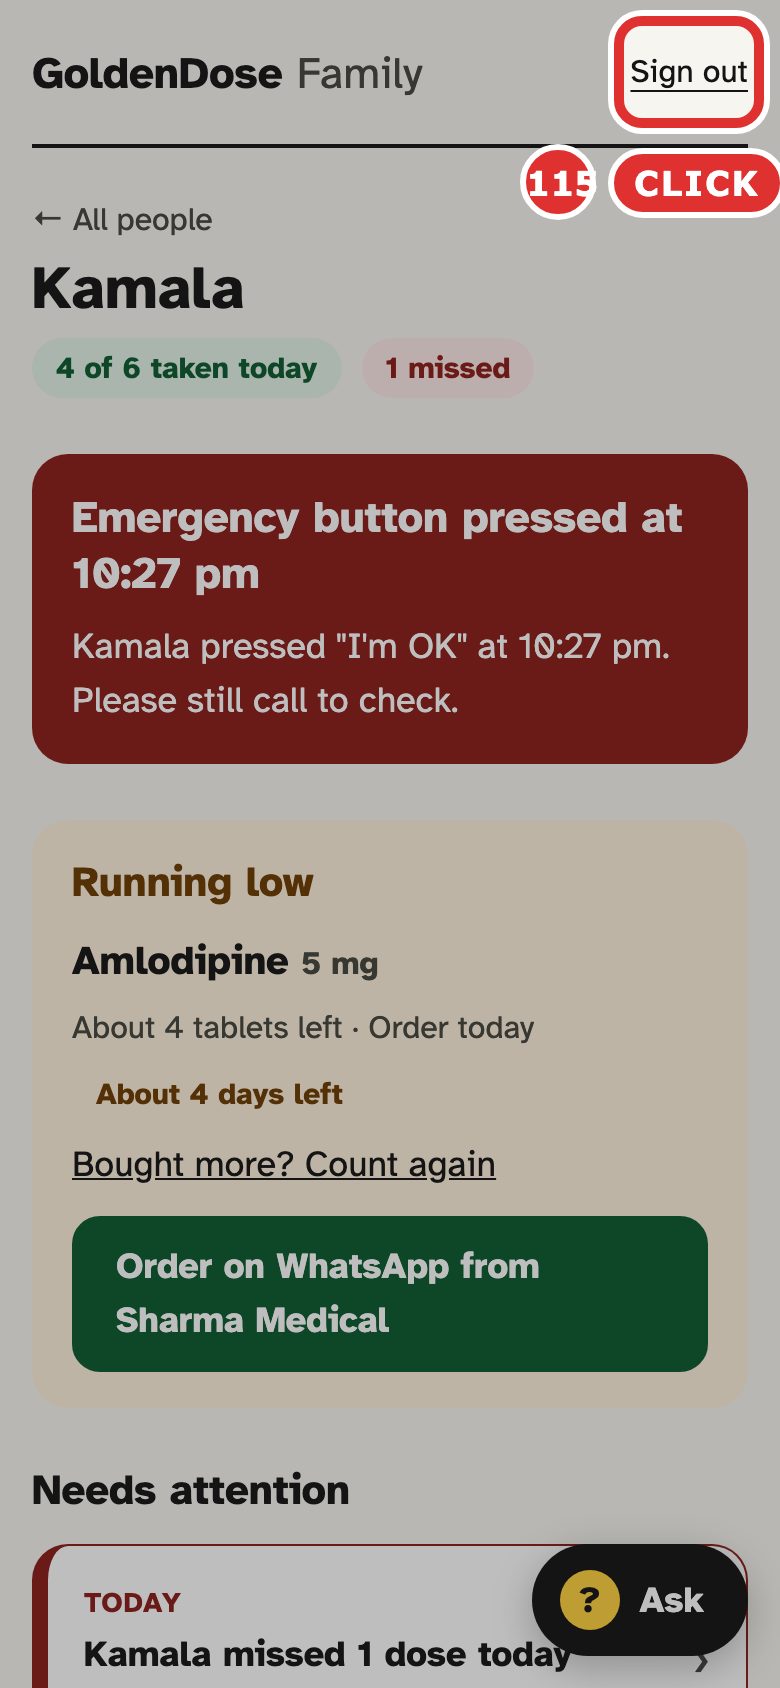 GoldenDose Family
Sign out
115 CLICK
← All people
Kamala
4 of 6 taken today
1 missed
Emergency button pressed at
10:27 pm
Kamala pressed "I'm OK" at 10:27 pm.
Please still call to check.
Running low
Amlodipine 5 mg
About 4 tablets left · Order today
About 4 days left
Bought more? Count again
Order on WhatsApp from
Sharma Medical
Needs attention
TODAY
? Ask
Kamala missed 1 dose today ›